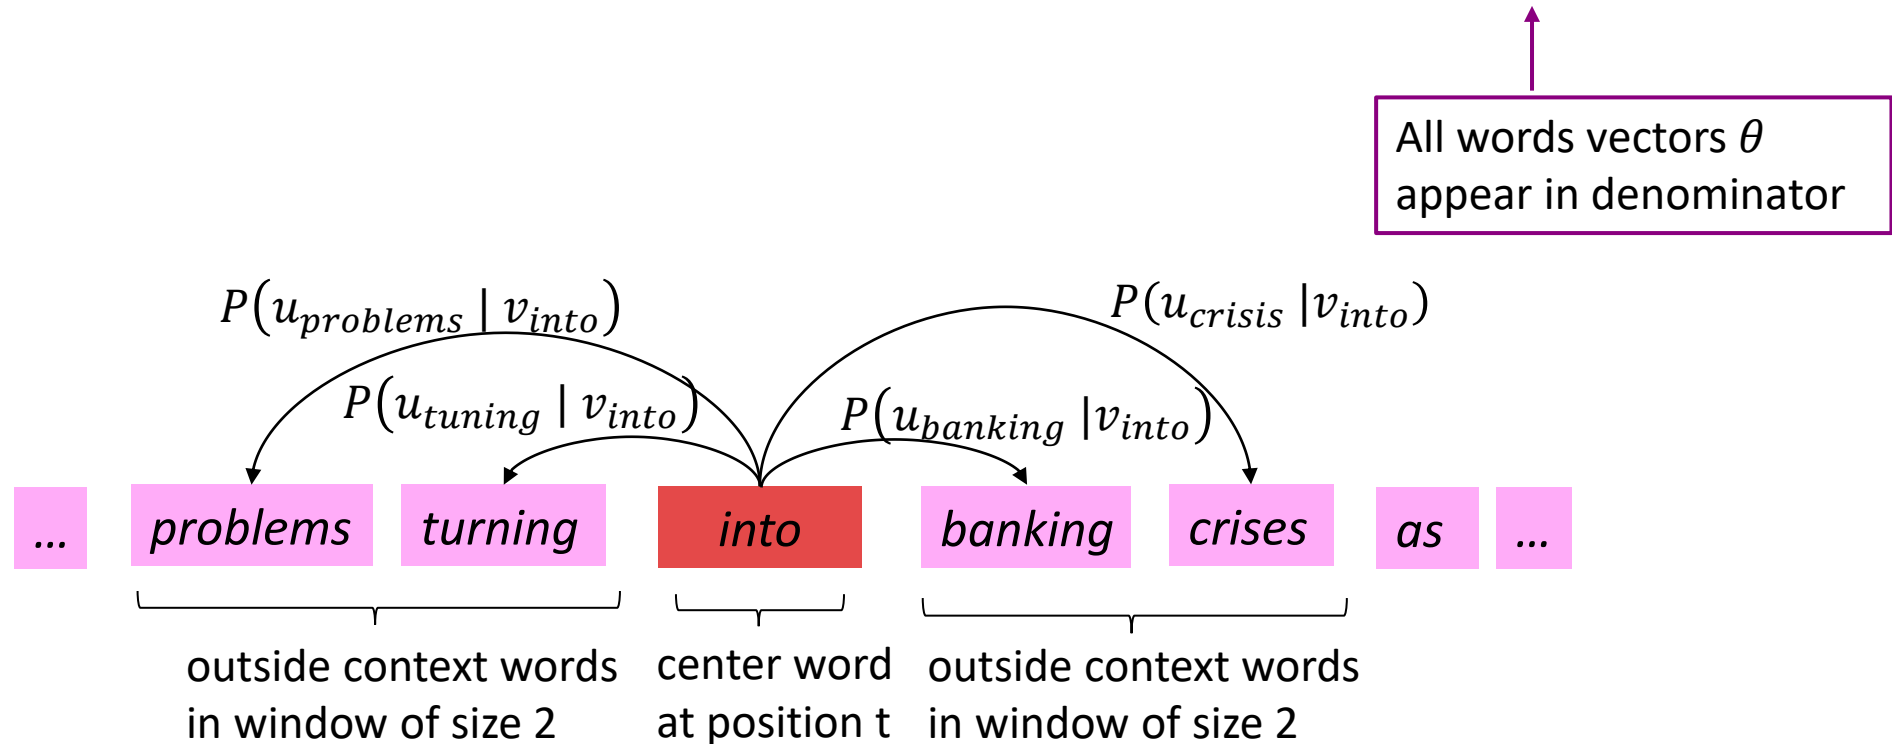 All words vectors θ
appear in denominator
P(u_problems | v_into)
P(u_crisis |v_into)
P(u_tuning | v_into)
P(u_banking |v_into)
... problems turning into banking crises as ...
outside context words
in window of size 2
center word
at position t
outside context words
in window of size 2